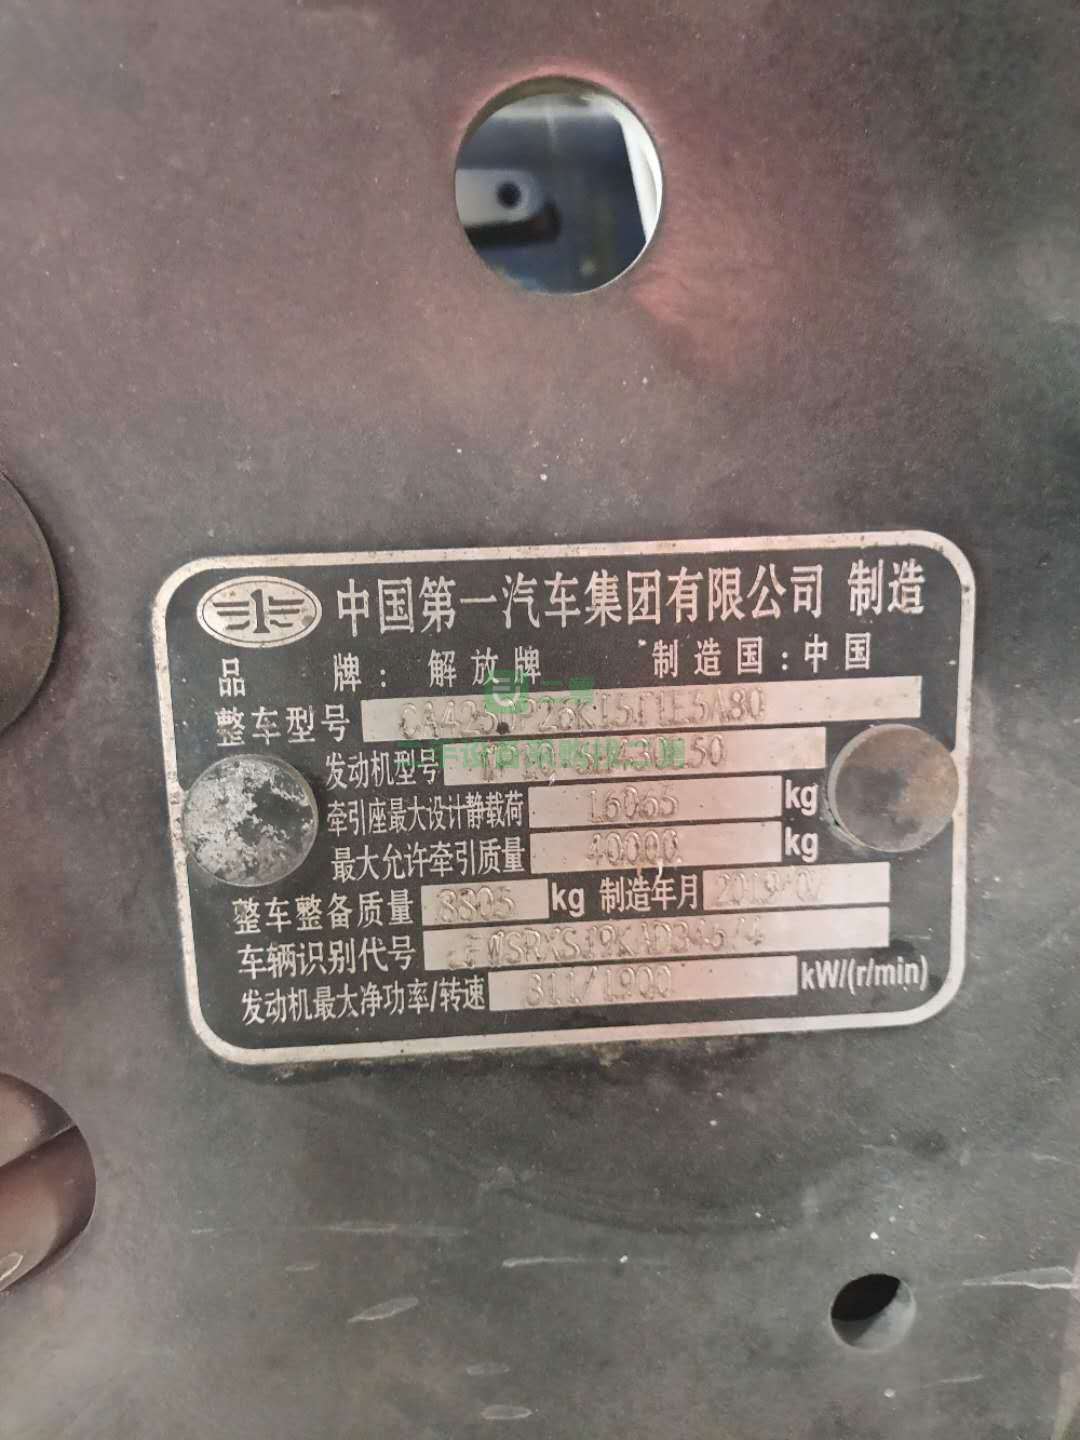 中国第一汽车集团有限公司 制造
品 牌: 解放牌 制造国:中国
整车型号
发动机型号
牵引座最大设计静载荷 16065 kg
最大允许牵引质量 40000 kg
整车整备质量 8805 kg 制造年月 2019/07
车辆识别代号
发动机最大净功率/转速 311/1900 kW/(r/min)